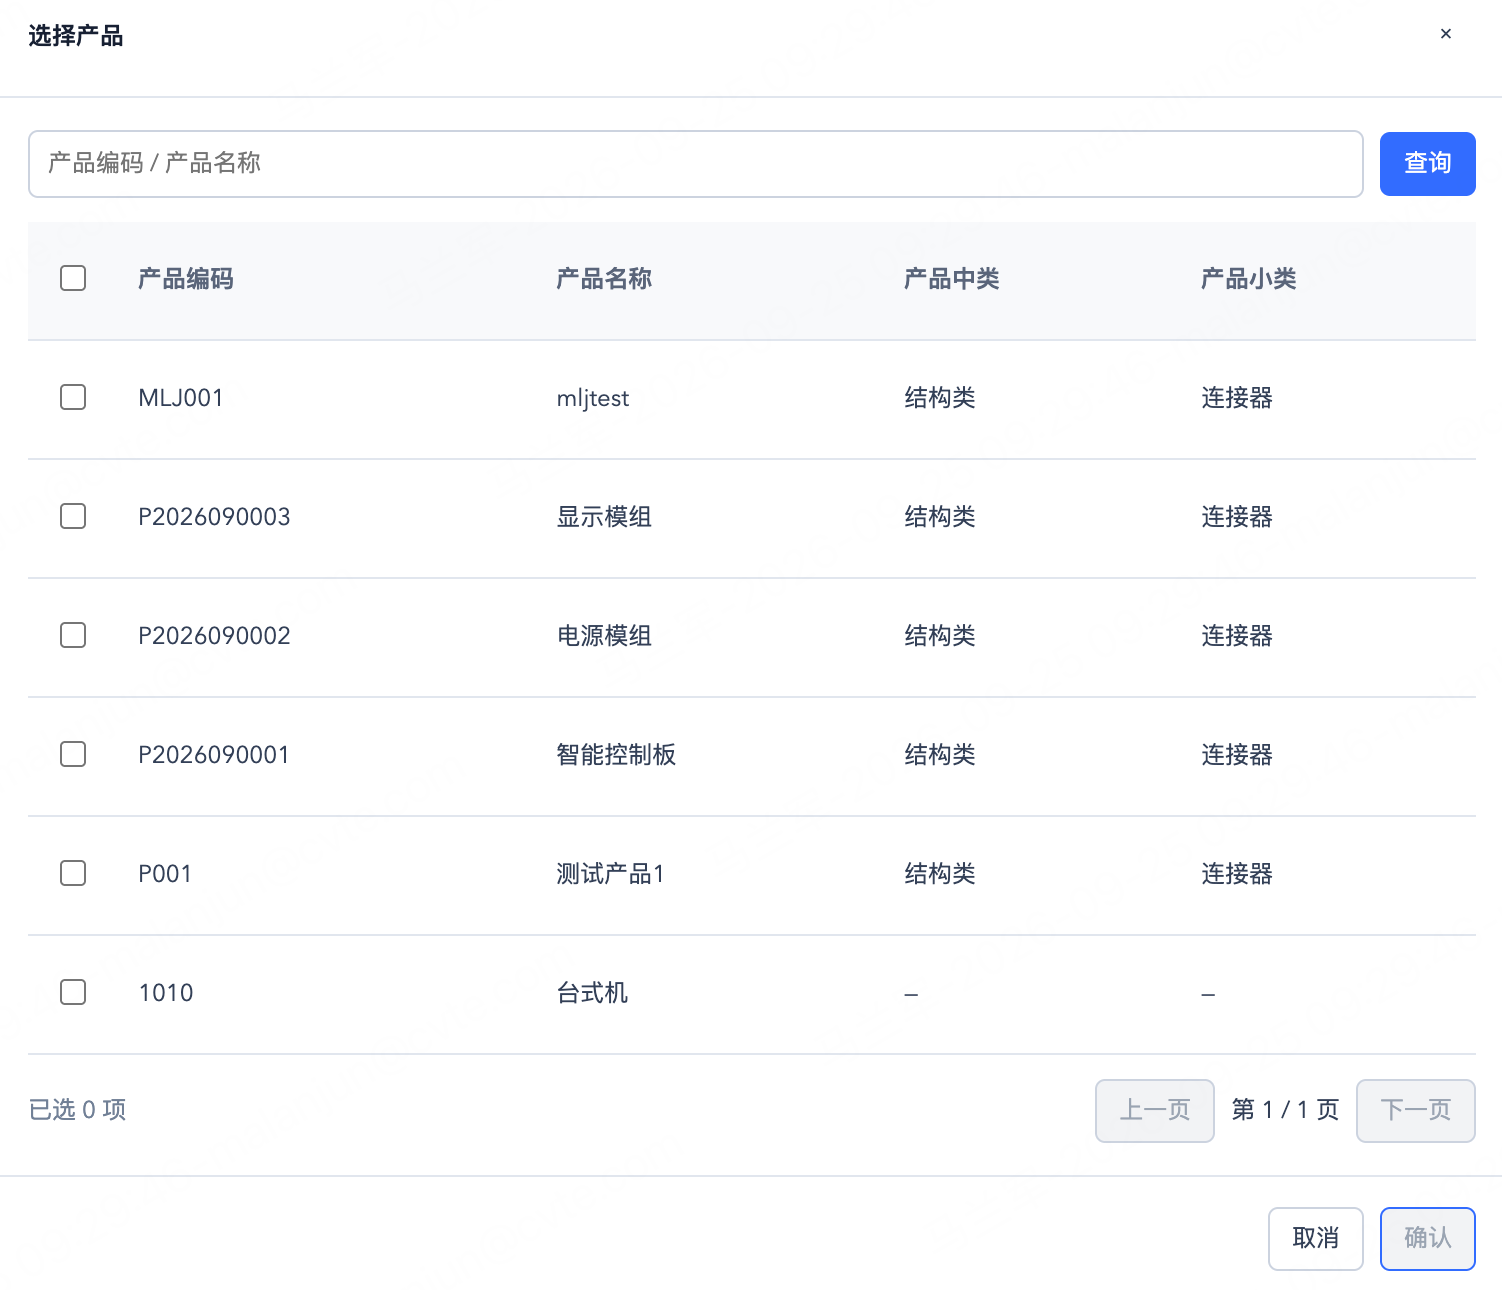 选择产品 ×
产品编码 / 产品名称 查询
产品编码 产品名称 产品中类 产品小类
MLJ001 mljtest 结构类 连接器
P2026090003 显示模组 结构类 连接器
P2026090002 电源模组 结构类 连接器
P2026090001 智能控制板 结构类 连接器
P001 测试产品1 结构类 连接器
1010 台式机 – –
已选 0 项 上一页 第 1 / 1 页 下一页
取消 确认